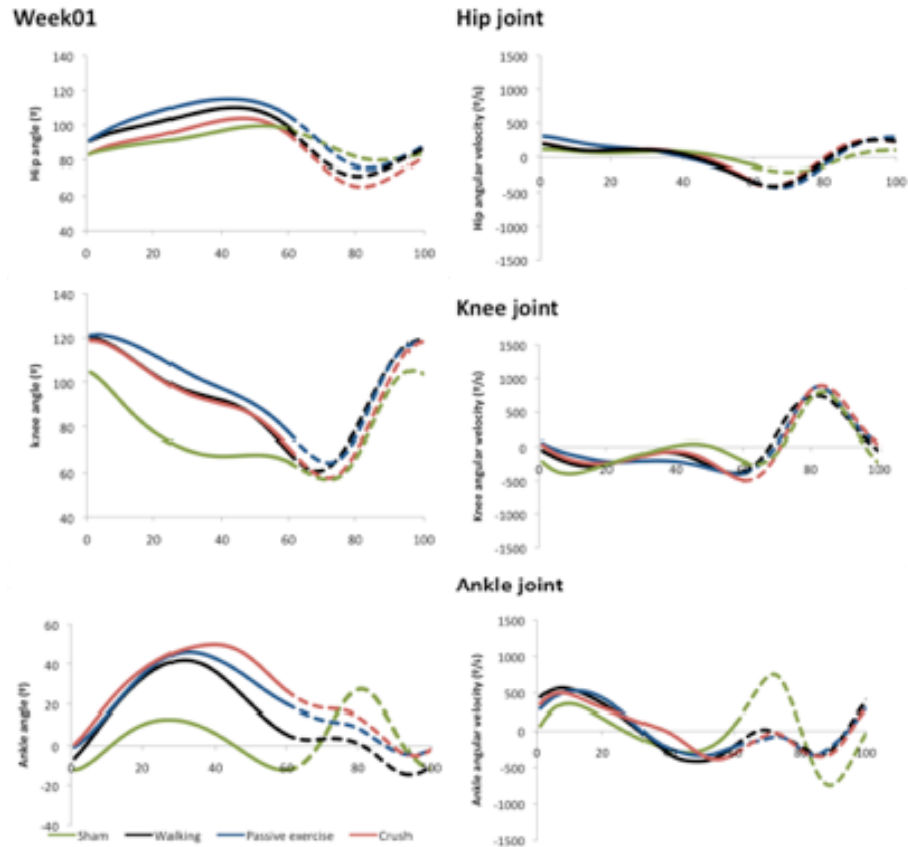 Week01
Hip joint
140
120
100
80
60
40
0 20 40 60 80 100
Hip angle (º)
1500
1000
500
0
-500
-1000
-1500
0 20 40 60 80 100
Hip angular velocity (º/s)
140
120
100
80
60
40
0 20 40 60 80 100
knee angle (º)
Knee joint
1500
1000
500
0
-500
-1000
-1500
0 20 40 60 80 100
Knee angular velocity (º/s)
60
40
20
0
-20
-40
0 20 40 60 80 100
Ankle angle (º)
Ankle joint
1500
1000
500
0
-500
-1000
-1500
0 20 40 60 80 100
Ankle angular velocity (º/s)
Sham Walking Passive exercise Crush